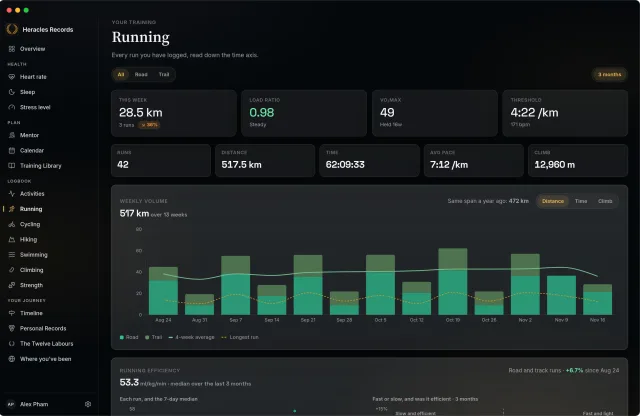 Heracles Records
Overview
HEALTH
Heart rate
Sleep
Stress level
PLAN
Mentor
Calendar
Training Library
LOGBOOK
Activities
Running
Cycling
Hiking
Swimming
Climbing
Strength
YOUR JOURNEY
Timeline
Personal Records
The Twelve Labours
Where you've been
AP Alex Pham
YOUR TRAINING
Running
Every run you have logged, read down the time axis.
All Road Trail
3 months
THIS WEEK
28.5 km
3 runs
LOAD RATIO
0.98
Steady
VO₂MAX
49
Held
THRESHOLD
4:22 /km
171 bpm
RUNS
42
DISTANCE
517.5 km
TIME
62:09:33
AVG PACE
7:12 /km
CLIMB
12,960 m
WEEKLY VOLUME
517 km over 13 weeks
Same span a year ago: 472 km
Distance Time Climb
80
60
40
20
0
Aug 24 Aug 31 Sep 7 Sep 14 Sep 21 Sep 28 Oct 5 Oct 12 Oct 19 Oct 26 Nov 2 Nov 9 Nov 16
Road Trail 4-week average Longest run
RUNNING EFFICIENCY
53.3 ml/kg/min · median over the last 3 months
Road and track runs · +6.7% since Aug 24
Each run, and the 7-day median
58
Fast or slow, and was it efficient · 3 months
+15%
Slow and efficient
Fast and light